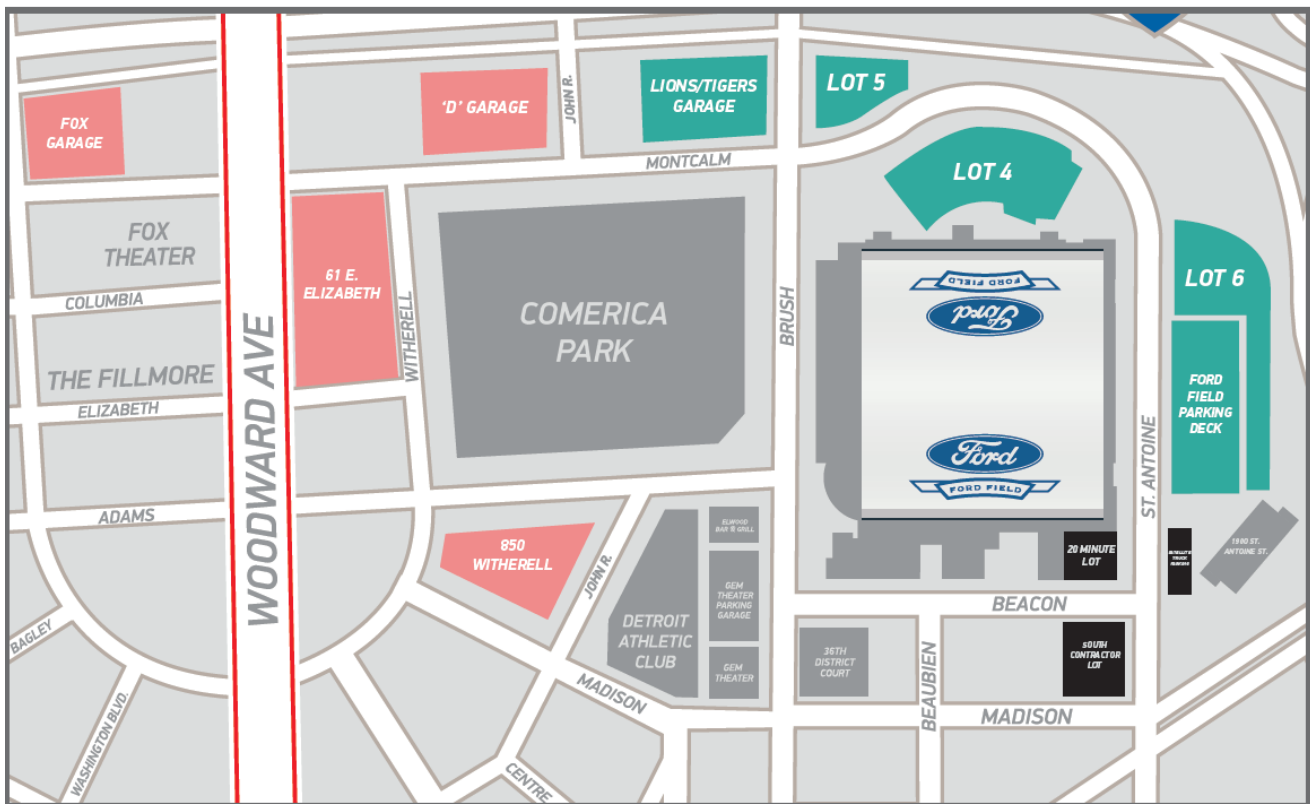 FOX
GARAGE
'D' GARAGE
JOHN R.
LIONS/TIGERS
GARAGE
LOT 5
MONTCALM
LOT 4
FOX
THEATER
COLUMBIA
61 E.
ELIZABETH
WITHERELL
COMERICA
PARK
BRUSH
FORD FIELD
Ford
LOT 6
THE FILLMORE
ELIZABETH
WOODWARD AVE
FORD
FIELD
PARKING
DECK
Ford
FORD FIELD
ST. ANTOINE
ADAMS
850
WITHERELL
JOHN R.
ELWOOD
BAR & GRILL
GEM
THEATER
PARKING
GARAGE
DETROIT
ATHLETIC
CLUB
GEM
THEATER
20 MINUTE
LOT
1900 ST.
ANTOINE ST.
BEACON
BAGLEY
WASHINGTON BLVD.
MADISON
36TH
DISTRICT
COURT
BEAUBIEN
SOUTH
CONTRACTOR
LOT
MADISON
CENTRE